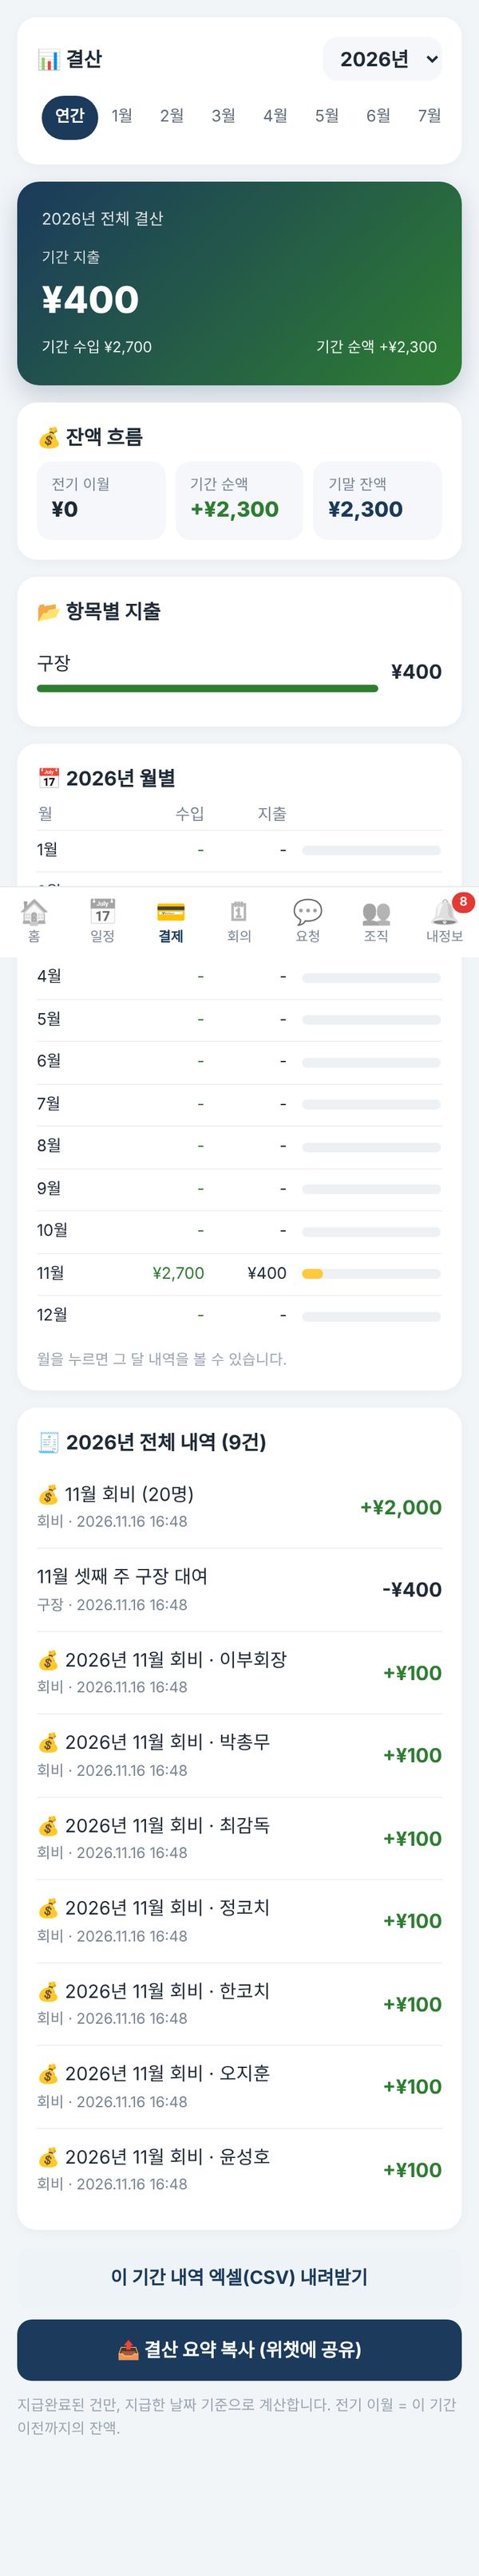 📊 결산
2026년
연간 1월 2월 3월 4월 5월 6월 7월
2026년 전체 결산
기간 지출
¥400
기간 수입 ¥2,700 기간 순액 +¥2,300
💰 잔액 흐름
전기 이월 기간 순액 기말 잔액
¥0 +¥2,300 ¥2,300
📂 항목별 지출
구장 ¥400
📅 2026년 월별
월 수입 지출
1월 - -
홈 일정 결제 회의 요청 조직 내정보 8
4월 - -
5월 - -
6월 - -
7월 - -
8월 - -
9월 - -
10월 - -
11월 ¥2,700 ¥400
12월 - -
월을 누르면 그 달 내역을 볼 수 있습니다.
🧾 2026년 전체 내역 (9건)
💰 11월 회비 (20명) +¥2,000
회비 · 2026.11.16 16:48
11월 셋째 주 구장 대여 -¥400
구장 · 2026.11.16 16:48
💰 2026년 11월 회비 · 이부회장 +¥100
회비 · 2026.11.16 16:48
💰 2026년 11월 회비 · 박총무 +¥100
회비 · 2026.11.16 16:48
💰 2026년 11월 회비 · 최감독 +¥100
회비 · 2026.11.16 16:48
💰 2026년 11월 회비 · 정코치 +¥100
회비 · 2026.11.16 16:48
💰 2026년 11월 회비 · 한코치 +¥100
회비 · 2026.11.16 16:48
💰 2026년 11월 회비 · 오지훈 +¥100
회비 · 2026.11.16 16:48
💰 2026년 11월 회비 · 윤성호 +¥100
회비 · 2026.11.16 16:48
이 기간 내역 엑셀(CSV) 내려받기
📤 결산 요약 복사 (위챗에 공유)
지급완료된 건만, 지급한 날짜 기준으로 계산합니다. 전기 이월 = 이 기간
이전까지의 잔액.